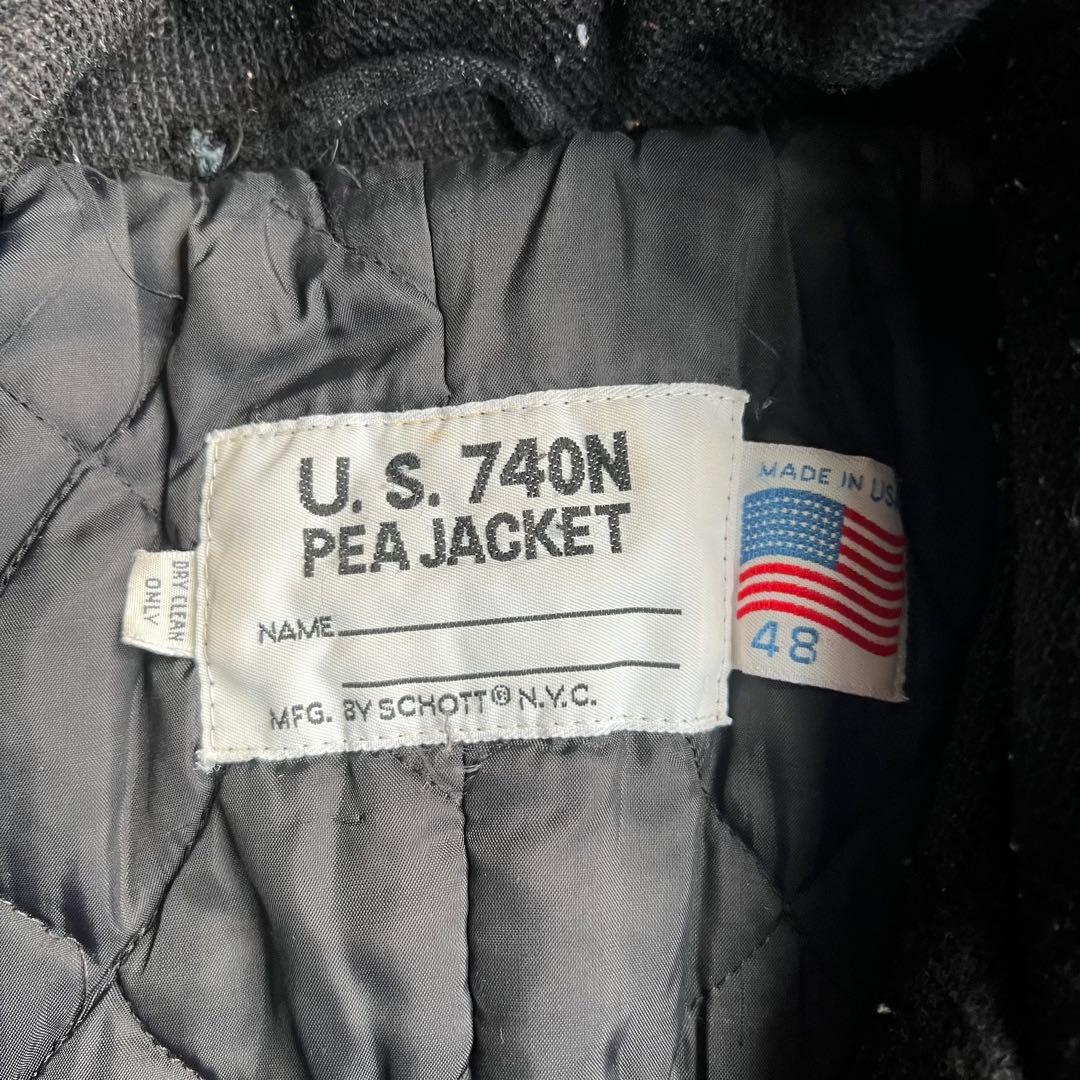 U. S. 740N
PEA JACKET
NAME
MFG. BY SCHOTT® N.Y.C.
DRY CLEAN
ONLY
MADE IN USA
48